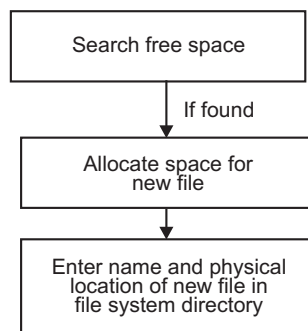 Search free space
If found
Allocate space for
new file
Enter name and physical
location of new file in
file system directory